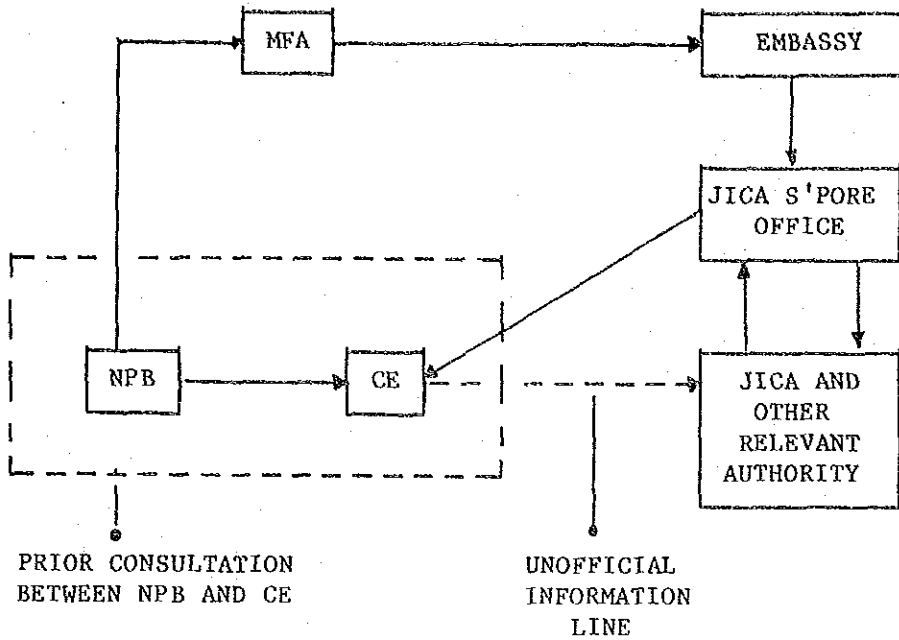 MFA
EMBASSY
JICA S'PORE
OFFICE
NPB
CE
JICA AND
OTHER
RELEVANT
AUTHORITY
PRIOR CONSULTATION
BETWEEN NPB AND CE
UNOFFICIAL
INFORMATION
LINE